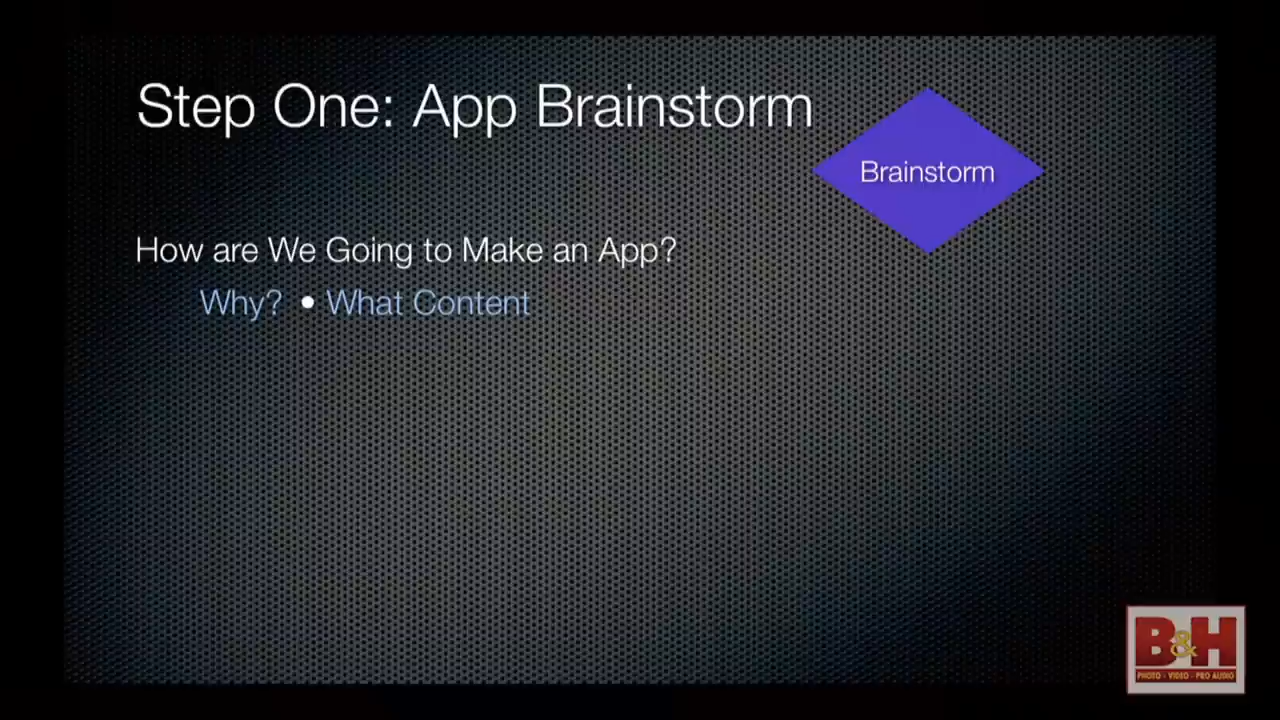 Step One: App Brainstorm
Brainstorm
How are We Going to Make an App?
Why? • What Content
B&H
PHOTO - VIDEO - PRO AUDIO